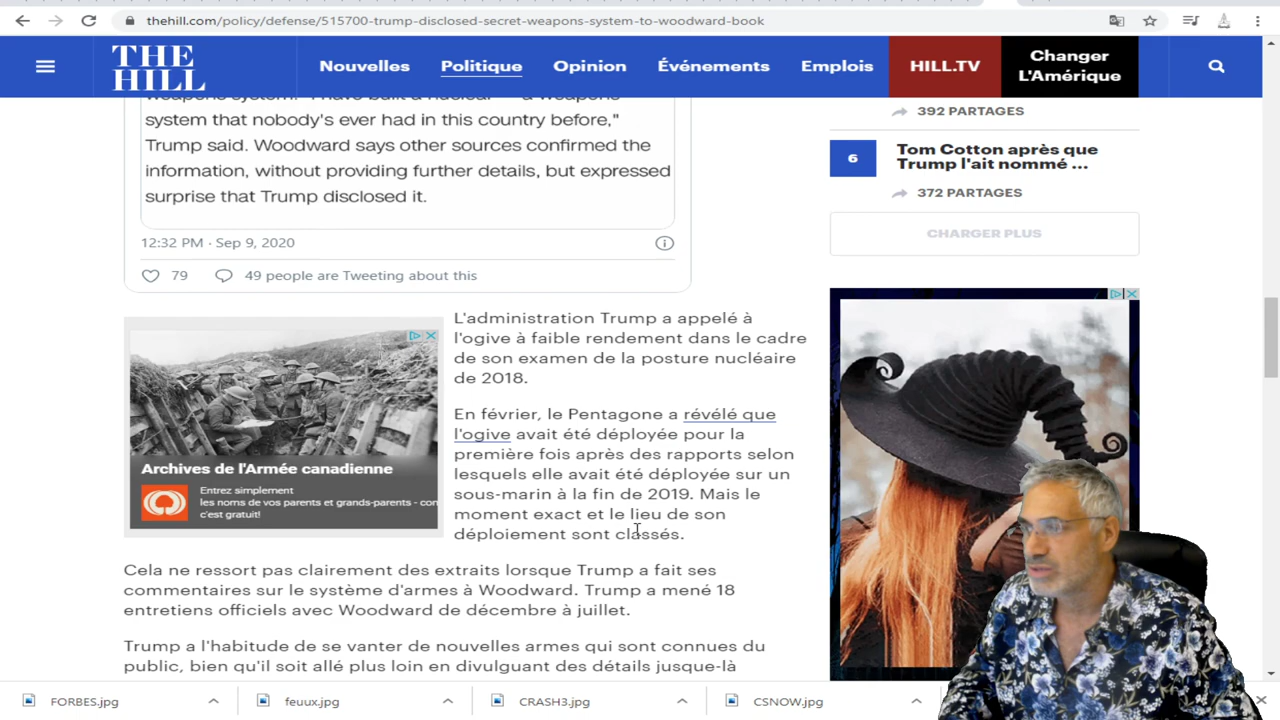 thehill.com/policy/defense/515700-trump-disclosed-secret-weapons-system-to-woodward-book
THE
HILL
Nouvelles
Politique
Opinion
Événements
Emplois
HILL.TV
Changer
L'Amérique
system that nobody's ever had in this country before,"
Trump said. Woodward says other sources confirmed the
information, without providing further details, but expressed
surprise that Trump disclosed it.
12:32 PM · Sep 9, 2020
79
49 people are Tweeting about this
392 PARTAGES
6
Tom Cotton après que
Trump l'ait nommé ...
372 PARTAGES
CHARGER PLUS
Archives de l'Armée canadienne
Entrez simplement
les noms de vos parents et grands-parents - con
c'est gratuit!
L'administration Trump a appelé à
l'ogive à faible rendement dans le cadre
de son examen de la posture nucléaire
de 2018.
En février, le Pentagone a révélé que
l'ogive avait été déployée pour la
première fois après des rapports selon
lesquels elle avait été déployée sur un
sous-marin à la fin de 2019. Mais le
moment exact et le lieu de son
déploiement sont classés.
Cela ne ressort pas clairement des extraits lorsque Trump a fait ses
commentaires sur le système d'armes à Woodward. Trump a mené 18
entretiens officiels avec Woodward de décembre à juillet.
Trump a l'habitude de se vanter de nouvelles armes qui sont connues du
public, bien qu'il soit allé plus loin en divulguant des détails jusque-là
FORBES.jpg
feuux.jpg
CRASH3.jpg
CSNOW.jpg